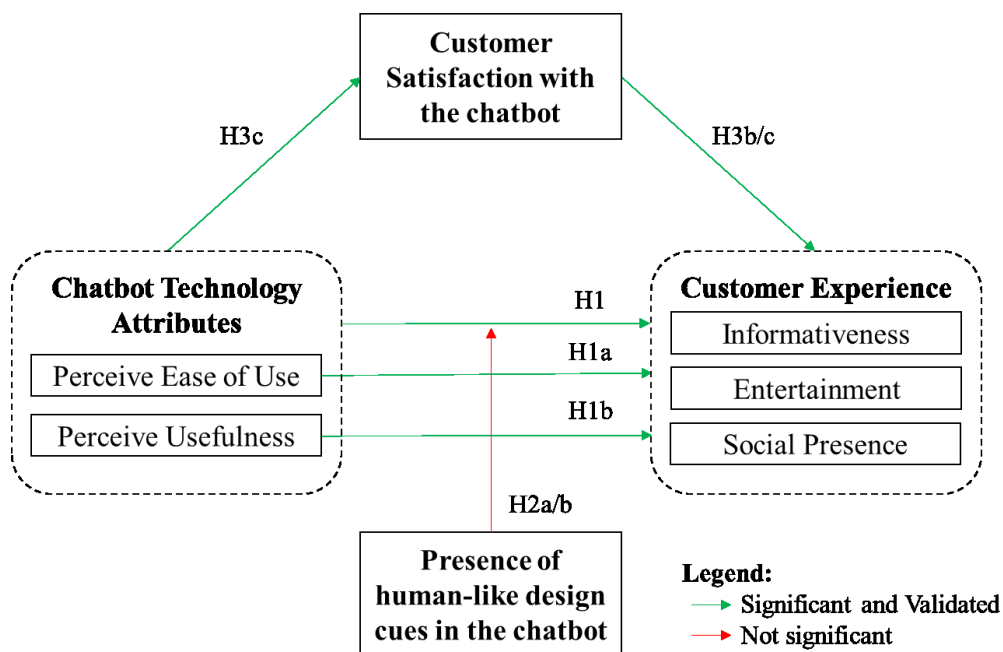 Customer
Satisfaction with
the chatbot
H3c
H3b/c
Chatbot Technology
Attributes
Perceive Ease of Use
Perceive Usefulness
H1
H1a
H1b
Customer Experience
Informativeness
Entertainment
Social Presence
H2a/b
Presence of
human-like design
cues in the chatbot
Legend:
Significant and Validated
Not significant